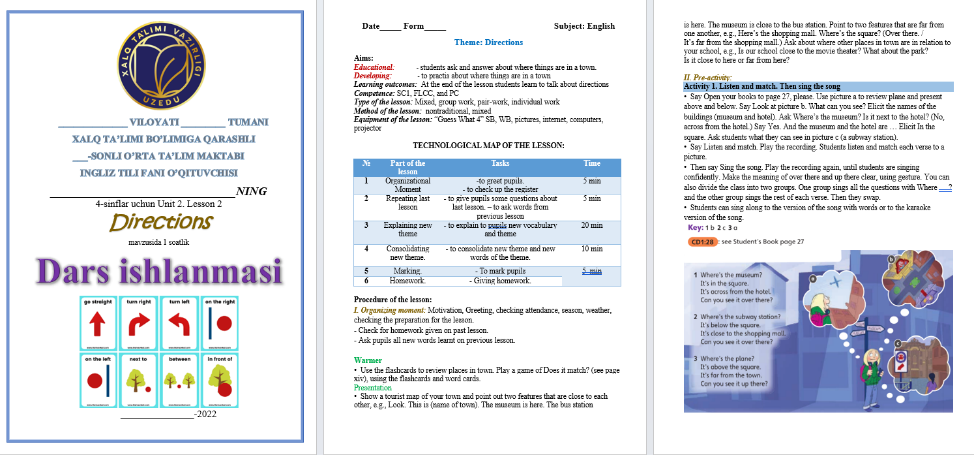 XALQ TA'LIMI VAZIRLIGI
UZEDU
____________ VILOYATI ________ TUMANI
XALQ TA'LIMI BO'LIMIGA QARASHLI
___-SONLI O'RTA TA'LIM MAKTABI
INGLIZ TILI FANI O'QITUVCHISI
____________________________NING
4-sinflar uchun Unit 2. Lesson 2
Directions
mavzusida 1 soatlik
Dars ishlanmasi
go straight
turn right
turn left
on the right
on the left
next to
between
in front of
________________-2022
Date_____ Form_____ Subject: English
Theme: Directions
Aims:
Educational: - students ask and answer about where things are in a town.
Developing: - to practis about where things are in a town
Learning outcomes: At the end of the lesson students learn to talk about directions
Competence: SC1, FLCC, and PC
Type of the lesson: Mixed, group work, pair-work, individual work
Method of the lesson: nontraditional, mixed
Equipment of the lesson: "Guess What 4" SB, WB, pictures, internet, computers,
projector
TECHNOLOGICAL MAP OF THE LESSON:
№ Part of the lesson Tasks Time
1 Organizational Moment -to greet pupils. - to check up the register 5 min
2 Repeating last lesson - to give pupils some questions about last lesson. – to ask words from previous lesson 5 min
3 Explaining new theme - to explain to pupils new vocabulary and theme 20 min
4 Consolidating new theme. - to consolidate new theme and new words of the theme. 10 min
5 Marking. - To mark pupils 5 min
6 Homework. - Giving homework.
Procedure of the lesson:
I. Organizing moment: Motivation, Greeting, checking attendance, season, weather,
checking the preparation for the lesson.
- Check for homework given on past lesson.
- Ask pupils all new words learnt on previous lesson.
Warmer
• Use the flashcards to review places in town. Play a game of Does it match? (see page
xiv), using the flashcards and word cards.
Presentation
• Show a tourist map of your town and point out two features that are close to each
other, e.g., Look. This is (name of town). The museum is here. The bus station
is here. The museum is close to the bus station. Point to two features that are far from
one another, e.g., Here's the shopping mall. Where's the square? (Over there. /
It's far from the shopping mall.) Ask about where other places in town are in relation to
your school, e.g., Is our school close to the movie theater? What about the park?
Is it close to here or far from here?
II. Pre-activity:
Activity 1. Listen and match. Then sing the song
• Say Open your books to page 27, please. Use picture a to review plane and present
above and below. Say Look at picture b. What can you see? Elicit the names of the
buildings (museum and hotel). Ask Where's the museum? Is it next to the hotel? (No,
across from the hotel.) Say Yes. And the museum and the hotel are … Elicit In the
square. Ask students what they can see in picture c (a subway station).
• Say Listen and match. Play the recording. Students listen and match each verse to a
picture.
• Then say Sing the song. Play the recording again, until students are singing
confidently. Make the meaning of over there and up there clear, using gesture. You can
also divide the class into two groups. One group sings all the questions with Where ___?
and the other group sings the rest of each verse. Then they swap.
• Students can sing along to the version of the song with words or to the karaoke
version of the song.
Key: 1 b 2 c 3 a
CD1:28 see Student's Book page 27
1 Where's the museum?
It's in the square.
It's across from the hotel.
Can you see it over there?
2 Where's the subway station?
It's below the square.
It's close to the shopping mall.
Can you see it over there?
3 Where's the plane?
It's above the square.
It's far from the town.
Can you see it up there?
a
b
c